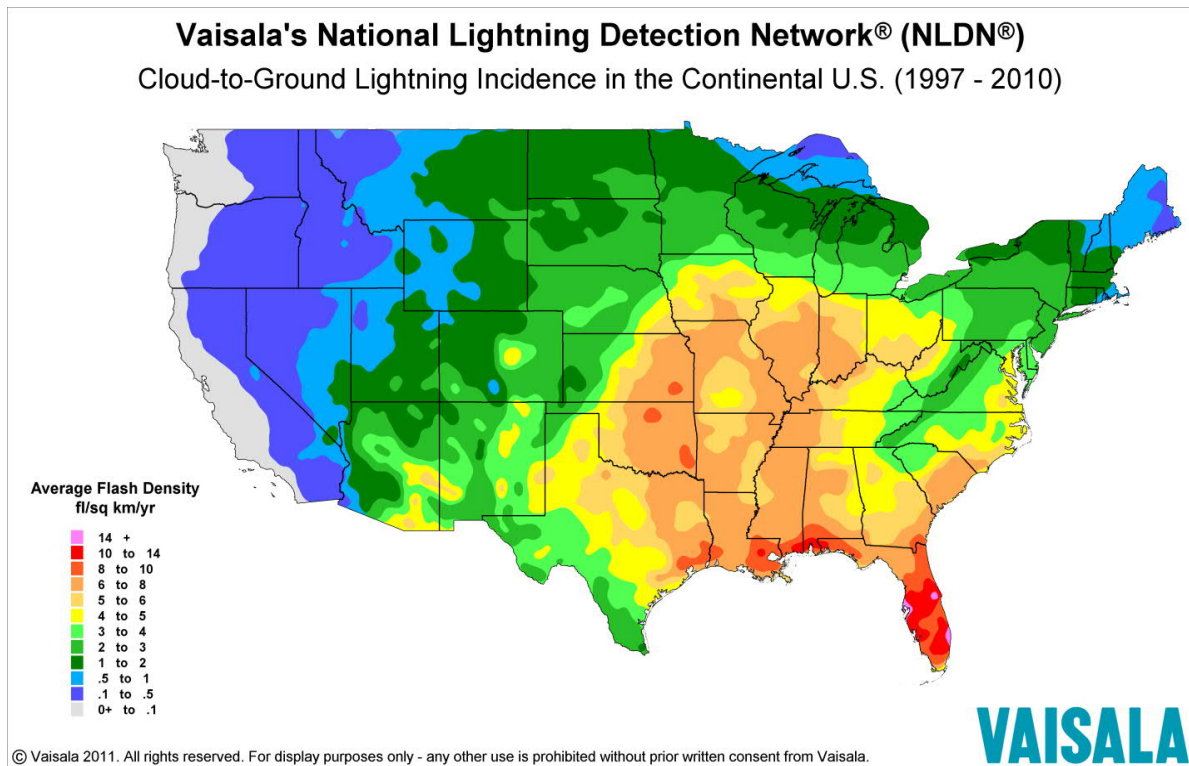 Vaisala's National Lightning Detection Network® (NLDN®)
Cloud-to-Ground Lightning Incidence in the Continental U.S. (1997 - 2010)
Average Flash Density
fl/sq km/yr
14 +
10 to 14
8 to 10
6 to 8
5 to 6
4 to 5
3 to 4
2 to 3
1 to 2
.5 to 1
.1 to .5
0+ to .1
© Vaisala 2011. All rights reserved. For display purposes only - any other use is prohibited without prior written consent from Vaisala.
VAISALA